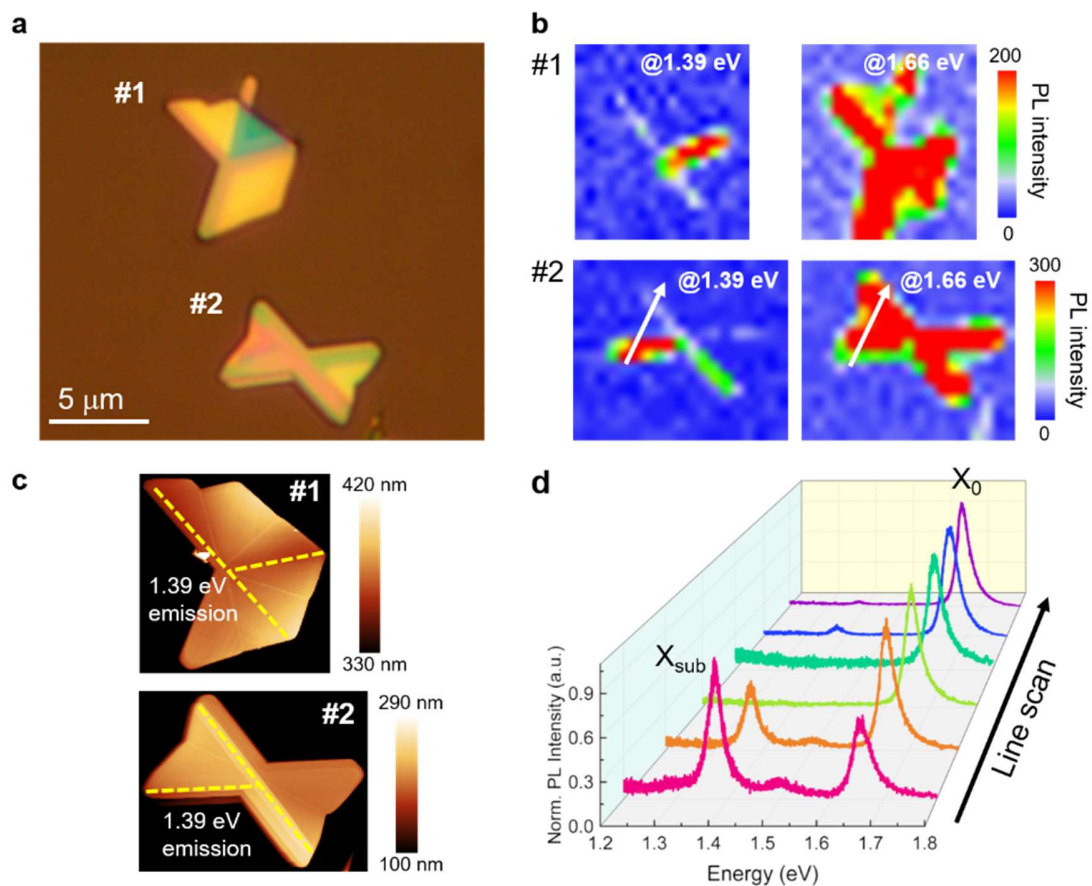 a
#1
#2
5 μm
b
#1
@1.39 eV
@1.66 eV
200
PL intensity
0
#2
@1.39 eV
@1.66 eV
300
PL intensity
0
c
#1
420 nm
1.39 eV
emission
330 nm
#2
290 nm
1.39 eV
emission
100 nm
d
X0
Xsub
Norm. PL Intensity (a.u.)
0.9
0.6
0.3
0.0
1.2 1.3 1.4 1.5 1.6 1.7 1.8
Energy (eV)
Line scan